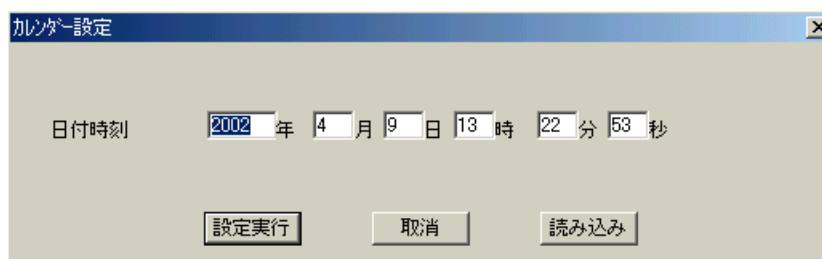 カレンダー設定
日付時刻 2002 年 4 月 9 日 13 時 22 分 53 秒
設定実行 取消 読み込み